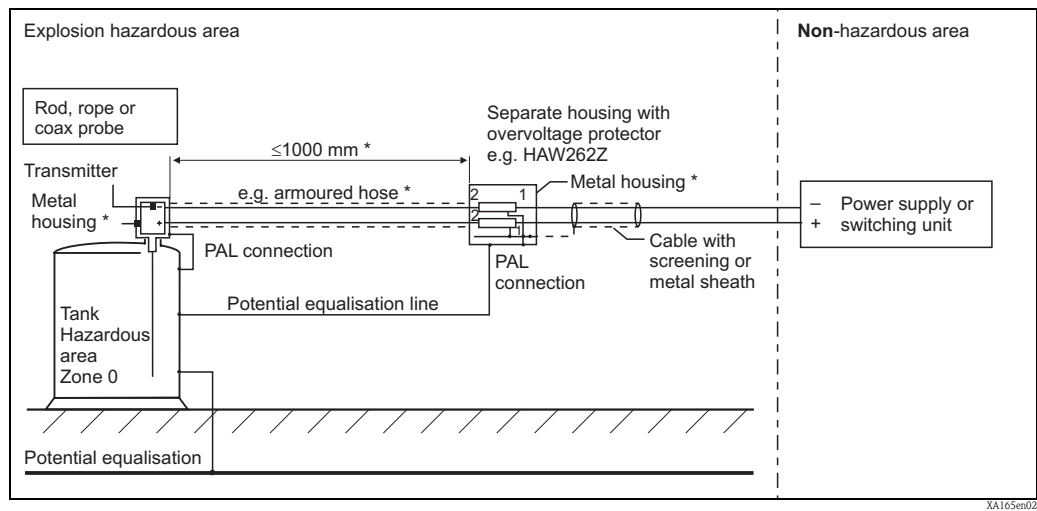 Explosion hazardous area
Non-hazardous area
Rod, rope or
coax probe
Separate housing with
overvoltage protector
e.g. HAW262Z
≤1000 mm *
Transmitter
Metal
housing *
e.g. armoured hose *
2
1
2
1
Metal housing *
–
+
– Power supply or
+ switching unit
PAL connection
PAL
connection
Cable with
screening or
metal sheath
Potential equalisation line
Tank
Hazardous
area
Zone 0
Potential equalisation
XA165en02